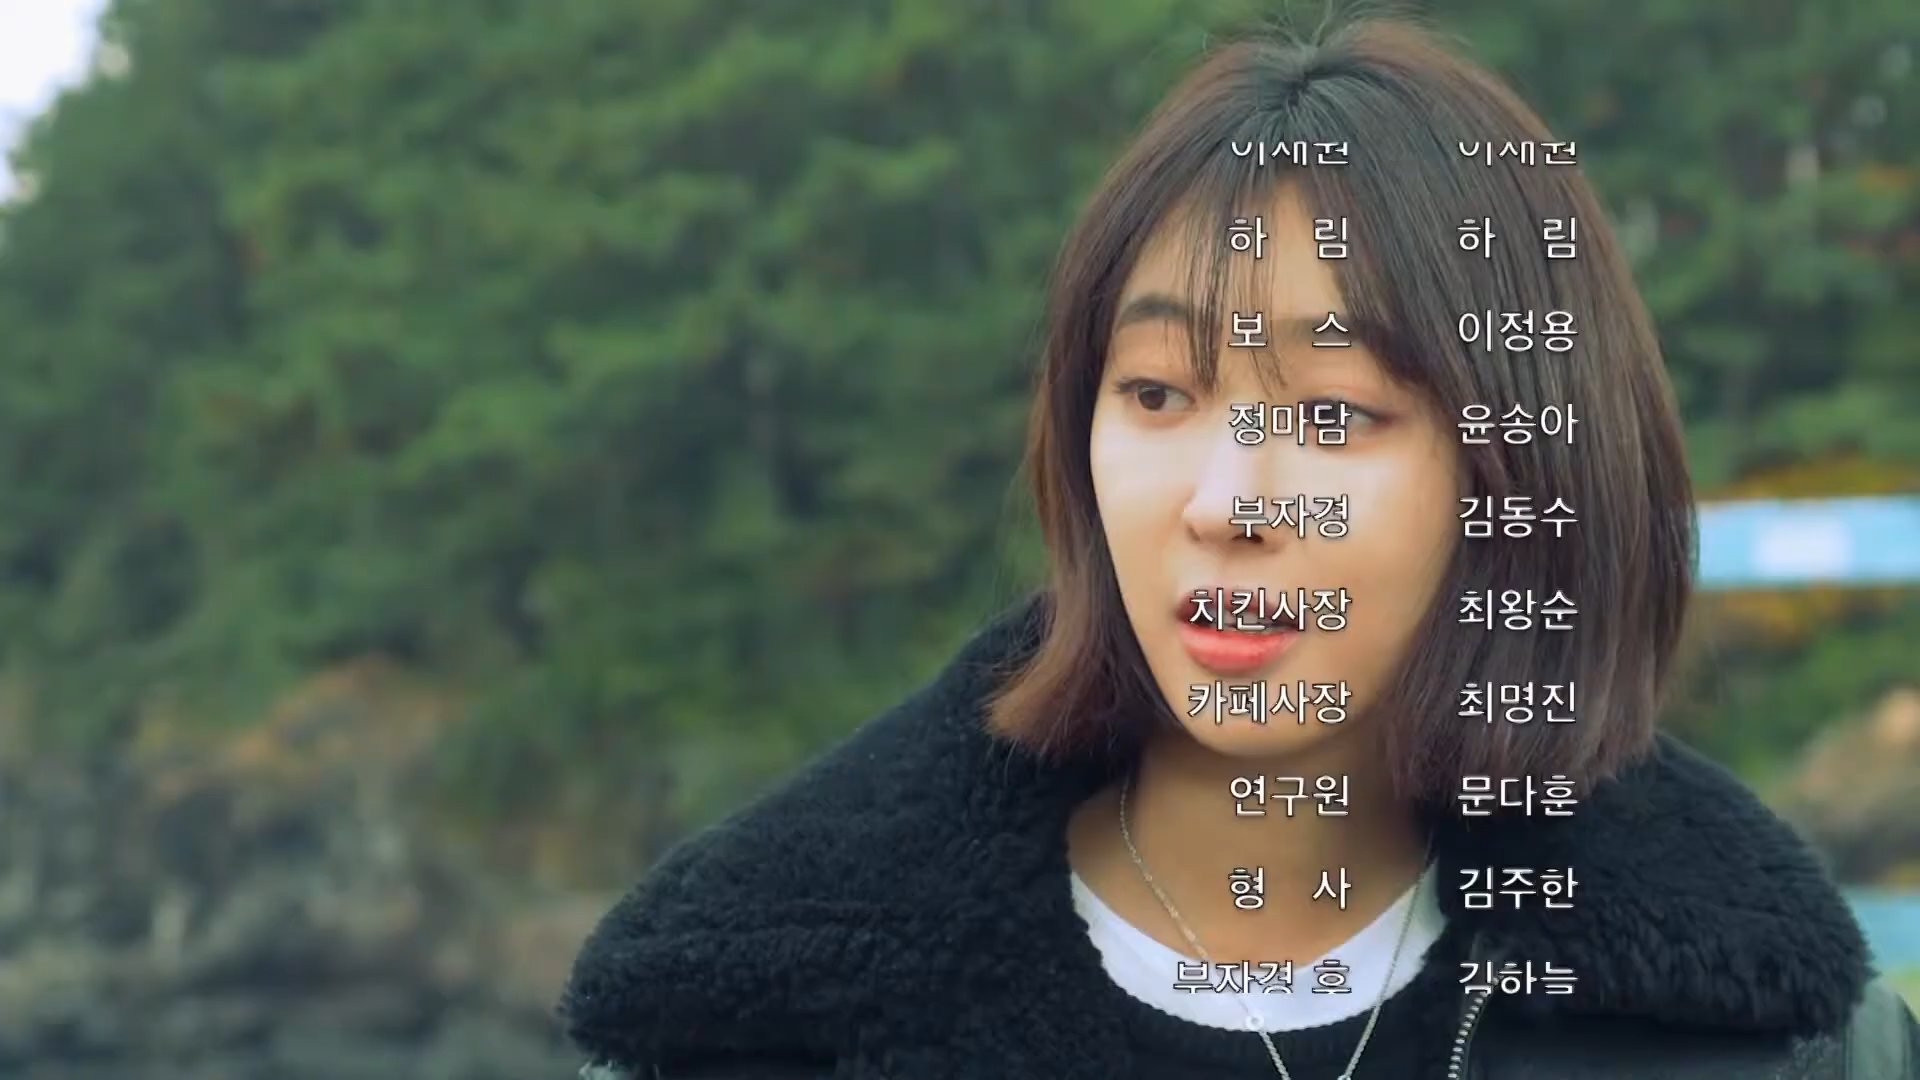 하 림 하 림
보 스 이정용
정마담 윤송아
부자경 김동수
치킨사장 최왕순
카페사장 최명진
연구원 문다훈
형 사 김주한
부자경 김하늘